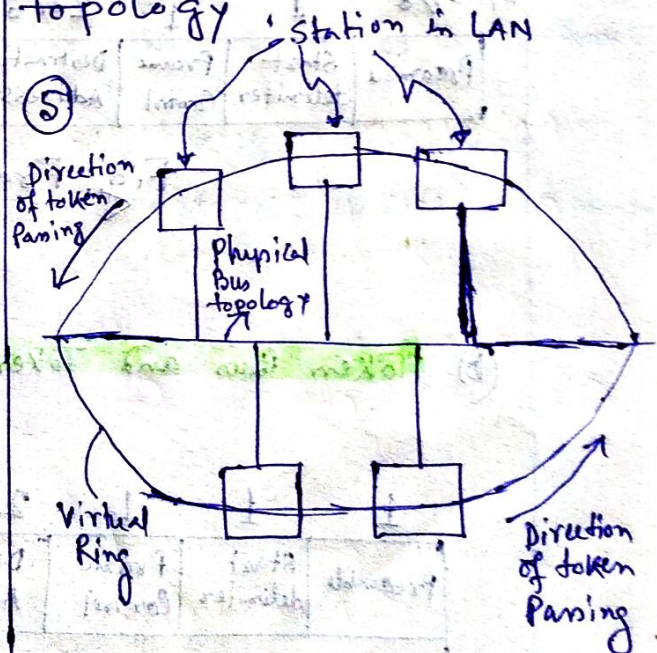 topology
Station in LAN
5
Direction
of token
Passing
Physical
Bus
topology
Virtual
Ring
Direction
of token
Passing